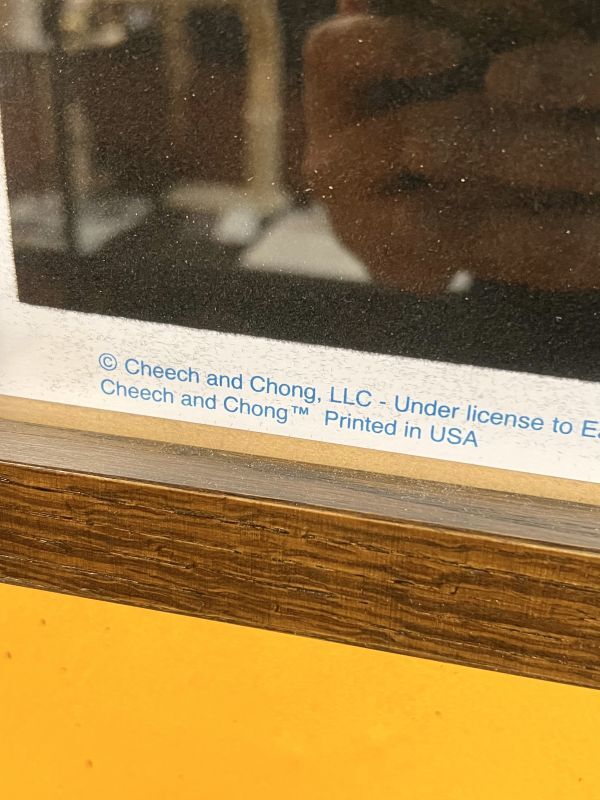 © Cheech and Chong, LLC - Under license to
Cheech and Chong™ Printed in USA